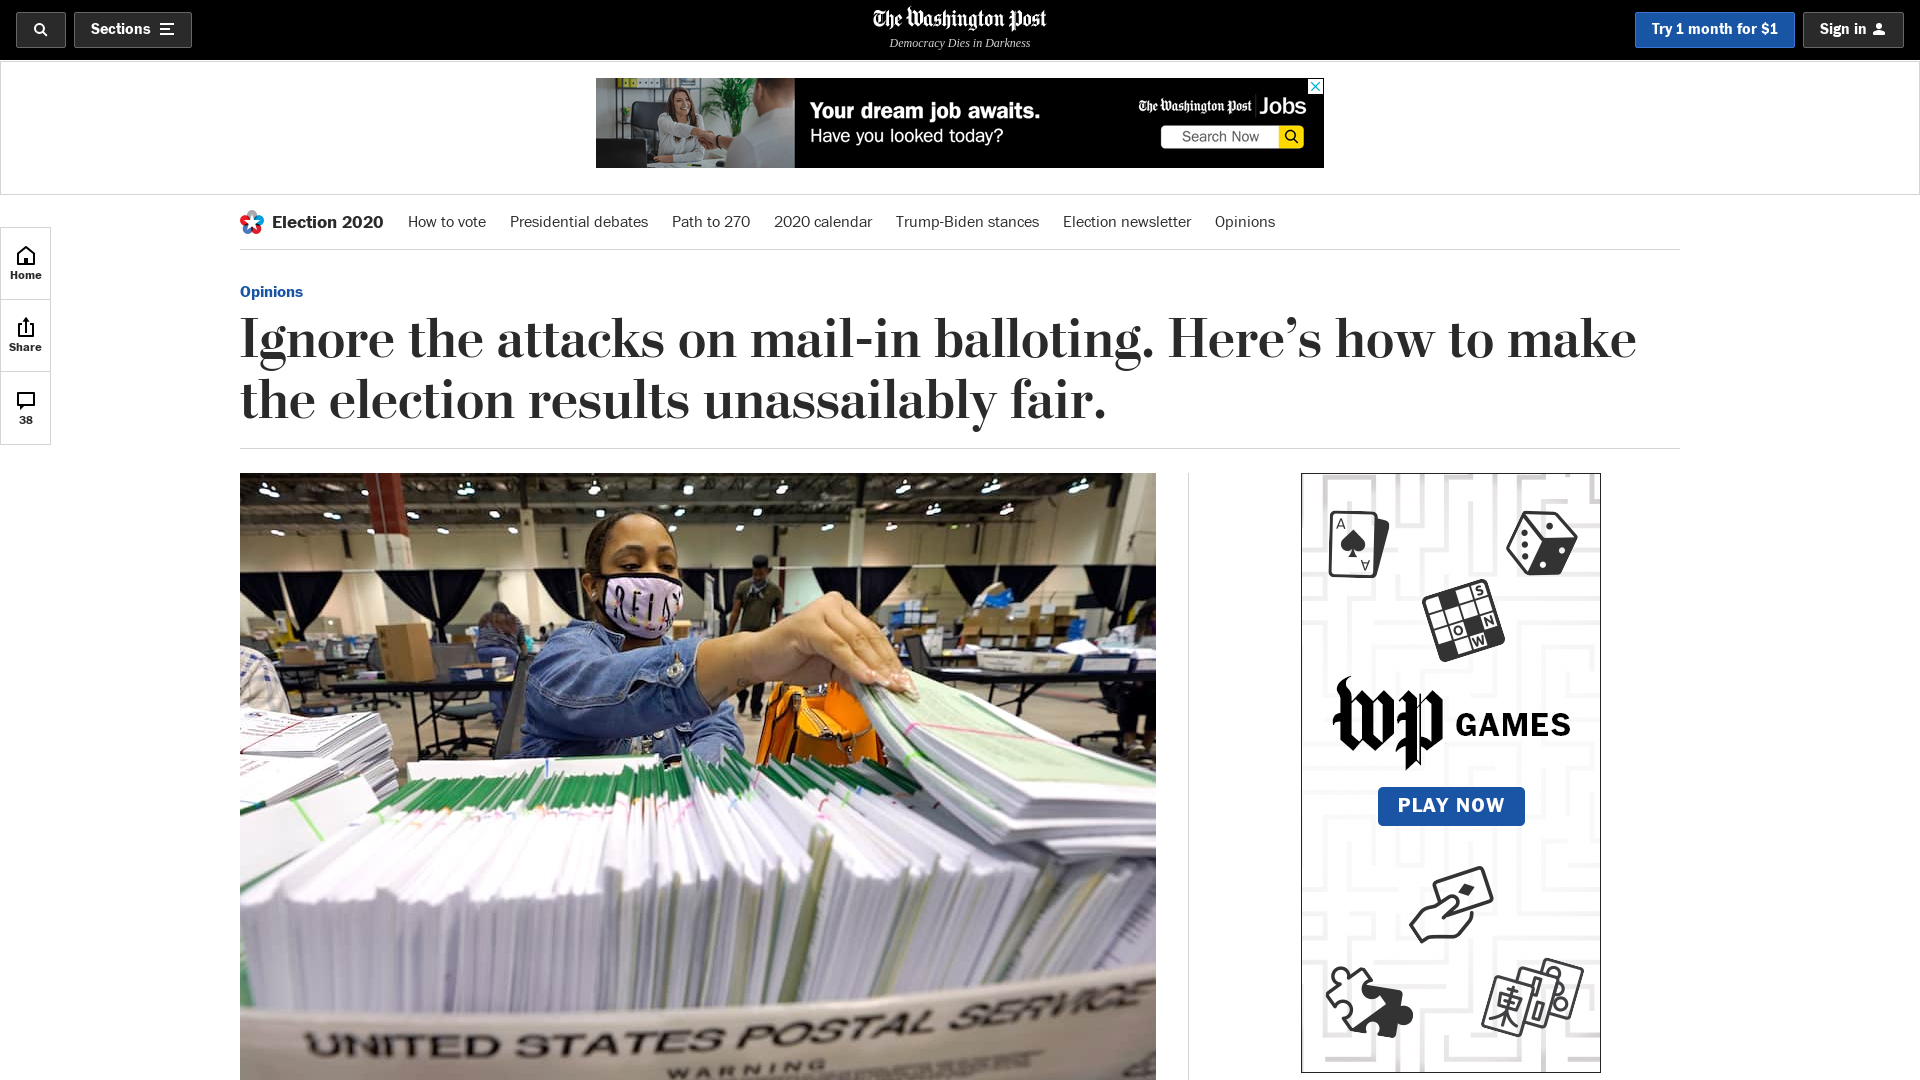 Sections
The Washington Post
Democracy Dies in Darkness
Try 1 month for $1
Sign in
Your dream job awaits.
Have you looked today?
The Washington Post Jobs
Search Now
Election 2020
How to vote
Presidential debates
Path to 270
2020 calendar
Trump-Biden stances
Election newsletter
Opinions
Home
Share
38
Opinions
Ignore the attacks on mail-in balloting. Here’s how to make
the election results unassailably fair.
RELAX
UNITED STATES POSTAL SERVICE
WARNING
A
A
S
O N
W
wp GAMES
PLAY NOW
東